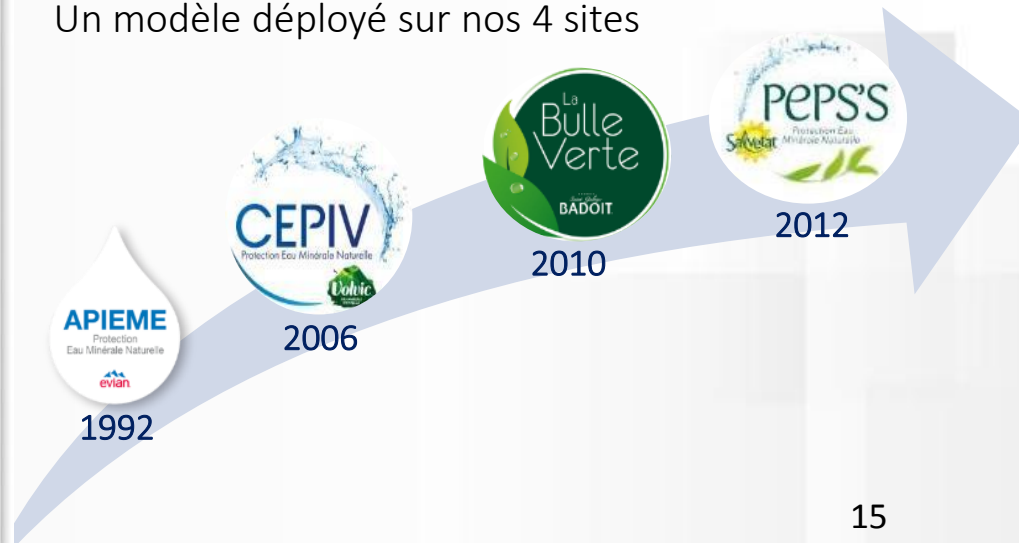 Un modèle déployé sur nos 4 sites
APIEME
Protection
Eau Minérale Naturelle
evian
1992
CEPIV
Protection Eau Minérale Naturelle
Volvic
2006
La
Bulle
Verte
BADOIT
2010
PEPS'S
Salvetat
Protection Eau
Minérale Naturelle
2012
15